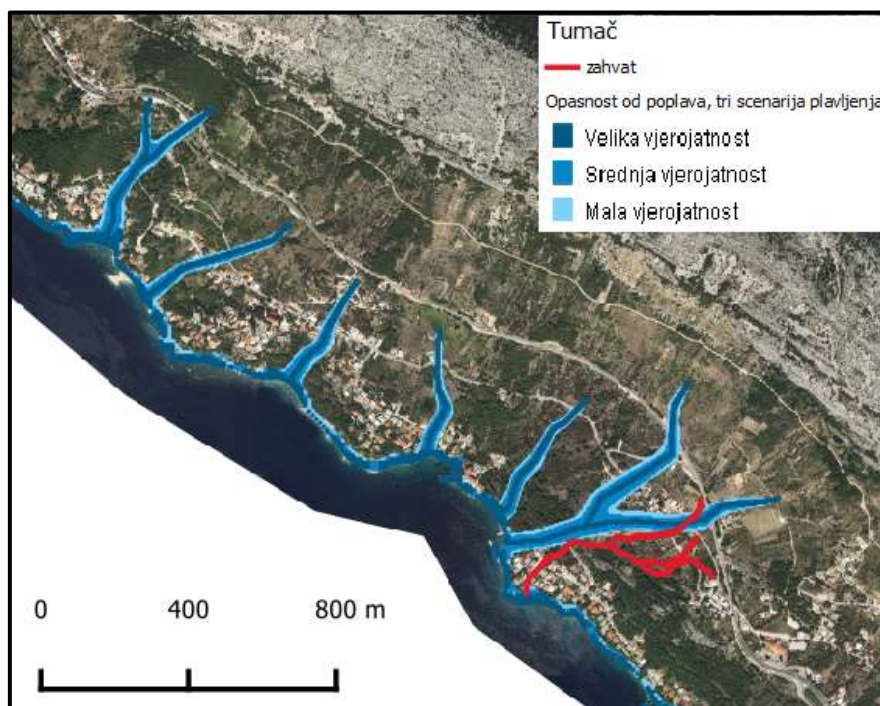 Tumač
zahvat
Opasnost od poplava, tri scenarija plavljenja
Velika vjerojatnost
Srednja vjerojatnost
Mala vjerojatnost
0 400 800 m